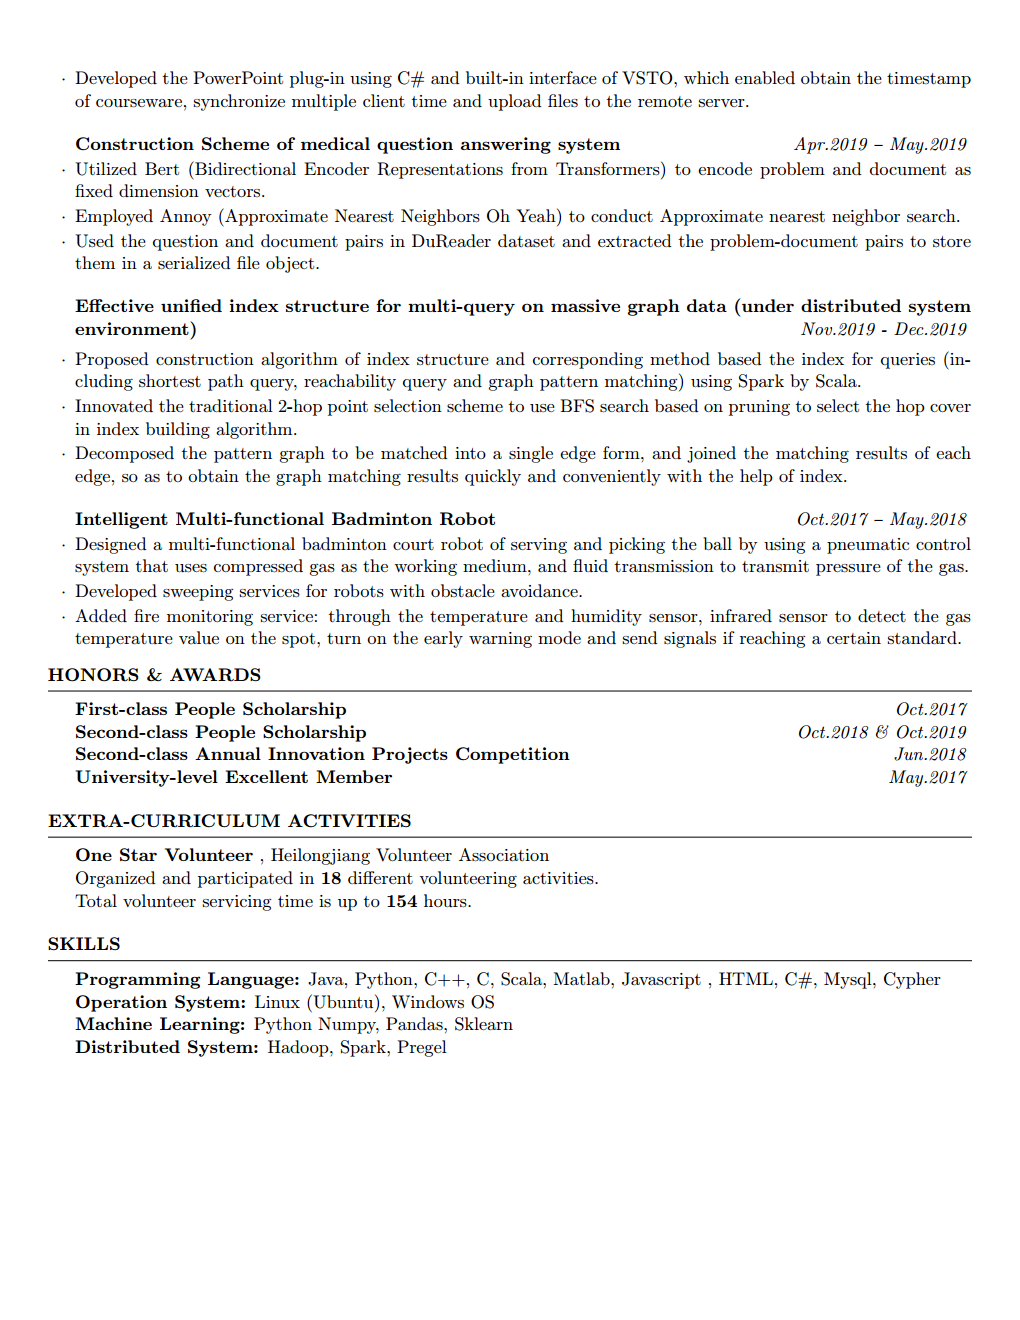 · Developed the PowerPoint plug-in using C# and built-in interface of VSTO, which enabled obtain the timestamp
of courseware, synchronize multiple client time and upload files to the remote server.
Construction Scheme of medical question answering system Apr.2019 – May.2019
· Utilized Bert (Bidirectional Encoder Representations from Transformers) to encode problem and document as
fixed dimension vectors.
· Employed Annoy (Approximate Nearest Neighbors Oh Yeah) to conduct Approximate nearest neighbor search.
· Used the question and document pairs in DuReader dataset and extracted the problem-document pairs to store
them in a serialized file object.
Effective unified index structure for multi-query on massive graph data (under distributed system
environment) Nov.2019 - Dec.2019
· Proposed construction algorithm of index structure and corresponding method based the index for queries (in-
cluding shortest path query, reachability query and graph pattern matching) using Spark by Scala.
· Innovated the traditional 2-hop point selection scheme to use BFS search based on pruning to select the hop cover
in index building algorithm.
· Decomposed the pattern graph to be matched into a single edge form, and joined the matching results of each
edge, so as to obtain the graph matching results quickly and conveniently with the help of index.
Intelligent Multi-functional Badminton Robot Oct.2017 – May.2018
· Designed a multi-functional badminton court robot of serving and picking the ball by using a pneumatic control
system that uses compressed gas as the working medium, and fluid transmission to transmit pressure of the gas.
· Developed sweeping services for robots with obstacle avoidance.
· Added fire monitoring service: through the temperature and humidity sensor, infrared sensor to detect the gas
temperature value on the spot, turn on the early warning mode and send signals if reaching a certain standard.
HONORS & AWARDS
First-class People Scholarship Oct.2017
Second-class People Scholarship Oct.2018 & Oct.2019
Second-class Annual Innovation Projects Competition Jun.2018
University-level Excellent Member May.2017
EXTRA-CURRICULUM ACTIVITIES
One Star Volunteer , Heilongjiang Volunteer Association
Organized and participated in 18 different volunteering activities.
Total volunteer servicing time is up to 154 hours.
SKILLS
Programming Language: Java, Python, C++, C, Scala, Matlab, Javascript , HTML, C#, Mysql, Cypher
Operation System: Linux (Ubuntu), Windows OS
Machine Learning: Python Numpy, Pandas, Sklearn
Distributed System: Hadoop, Spark, Pregel